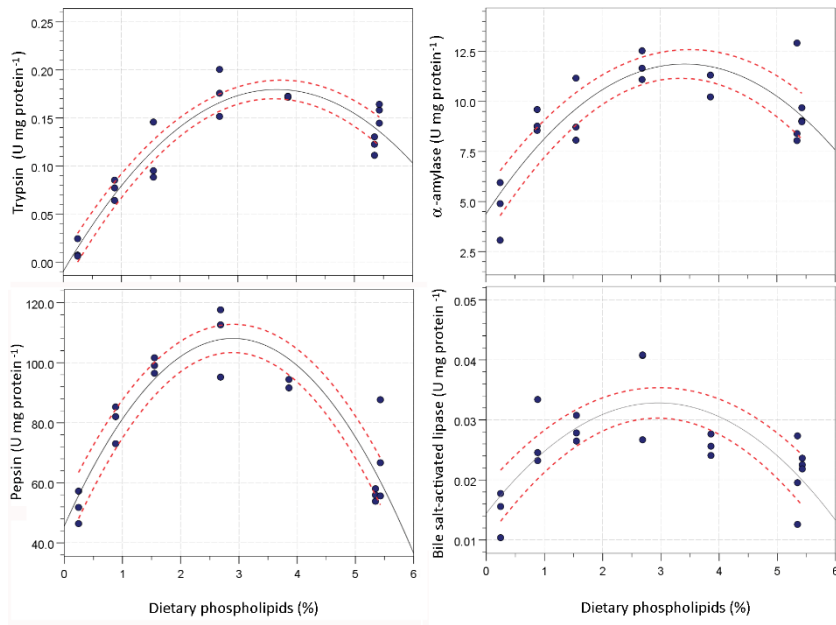 Trypsin (U mg protein⁻¹)
0.25
0.20
0.15
0.10
0.05
0.00
α-amylase (U mg protein⁻¹)
12.5
10.0
7.5
5.0
2.5
Pepsin (U mg protein⁻¹)
120.0
100.0
80.0
60.0
40.0
0 1 2 3 4 5 6
Dietary phospholipids (%)
Bile salt-activated lipase (U mg protein⁻¹)
0.05
0.04
0.03
0.02
0.01
0 1 2 3 4 5 6
Dietary phospholipids (%)